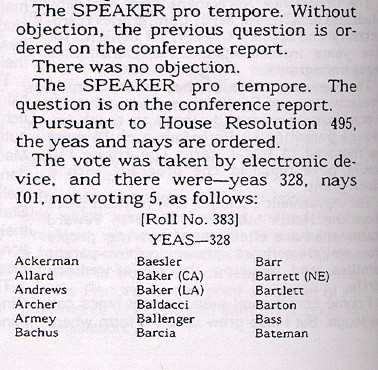 The SPEAKER pro tempore. Without
objection, the previous question is or-
dered on the conference report.
There was no objection.
The SPEAKER pro tempore. The
question is on the conference report.
Pursuant to House Resolution 495,
the yeas and nays are ordered.
The vote was taken by electronic de-
vice, and there were—yeas 328, nays
101, not voting 5, as follows:
[Roll No. 383]
YEAS—328
Ackerman Baesler Barr
Allard Baker (CA) Barrett (NE)
Andrews Baker (LA) Bartlett
Archer Baldacci Barton
Armey Ballenger Bass
Bachus Barcia Bateman